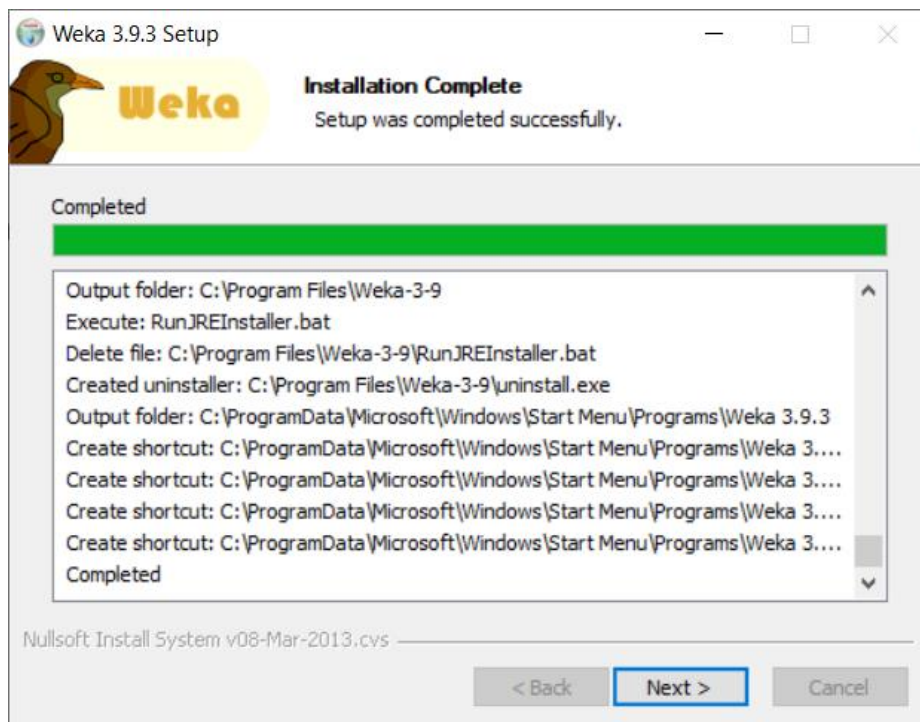 Weka 3.9.3 Setup
Weka
Installation Complete
Setup was completed successfully.
Completed
Output folder: C:\Program Files\Weka-3-9
Execute: RunJREInstaller.bat
Delete file: C:\Program Files\Weka-3-9\RunJREInstaller.bat
Created uninstaller: C:\Program Files\Weka-3-9\uninstall.exe
Output folder: C:\ProgramData\Microsoft\Windows\Start Menu\Programs\Weka 3.9.3
Create shortcut: C:\ProgramData\Microsoft\Windows\Start Menu\Programs\Weka 3....
Create shortcut: C:\ProgramData\Microsoft\Windows\Start Menu\Programs\Weka 3....
Create shortcut: C:\ProgramData\Microsoft\Windows\Start Menu\Programs\Weka 3....
Create shortcut: C:\ProgramData\Microsoft\Windows\Start Menu\Programs\Weka 3....
Completed
Nullsoft Install System v08-Mar-2013.cvs
< Back Next > Cancel